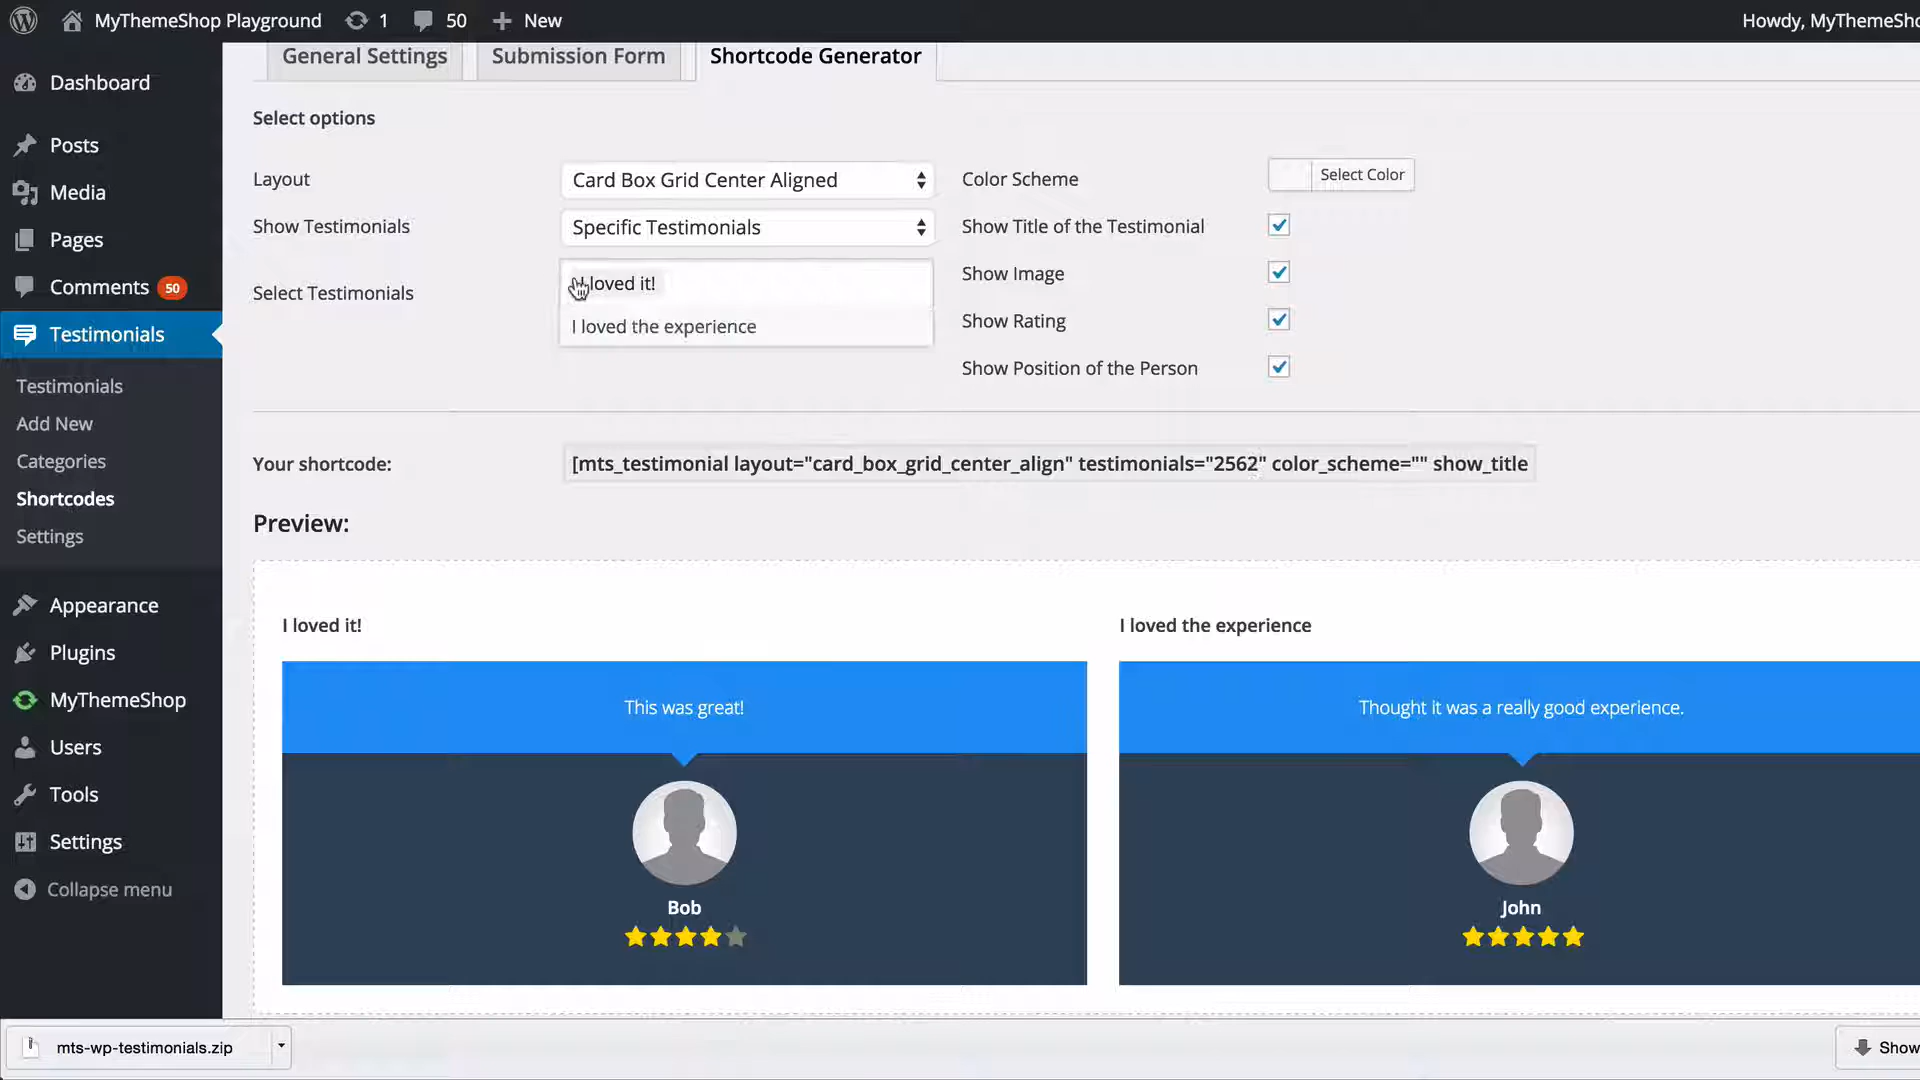 MyThemeShop Playground 1 50 New Howdy, MyThemeSho
General Settings Submission Form Shortcode Generator
Dashboard
Posts
Media
Pages
Comments 50
Testimonials
Testimonials
Add New
Categories
Shortcodes
Settings
Appearance
Plugins
MyThemeShop
Users
Tools
Settings
Collapse menu
Select options
Layout Card Box Grid Center Aligned
Show Testimonials Specific Testimonials
Select Testimonials loved it!
I loved the experience
Color Scheme Select Color
Show Title of the Testimonial
Show Image
Show Rating
Show Position of the Person
Your shortcode: [mts_testimonial layout="card_box_grid_center_align" testimonials="2562" color_scheme="" show_title
Preview:
I loved it!
This was great!
Bob
I loved the experience
Thought it was a really good experience.
John
mts-wp-testimonials.zip Show